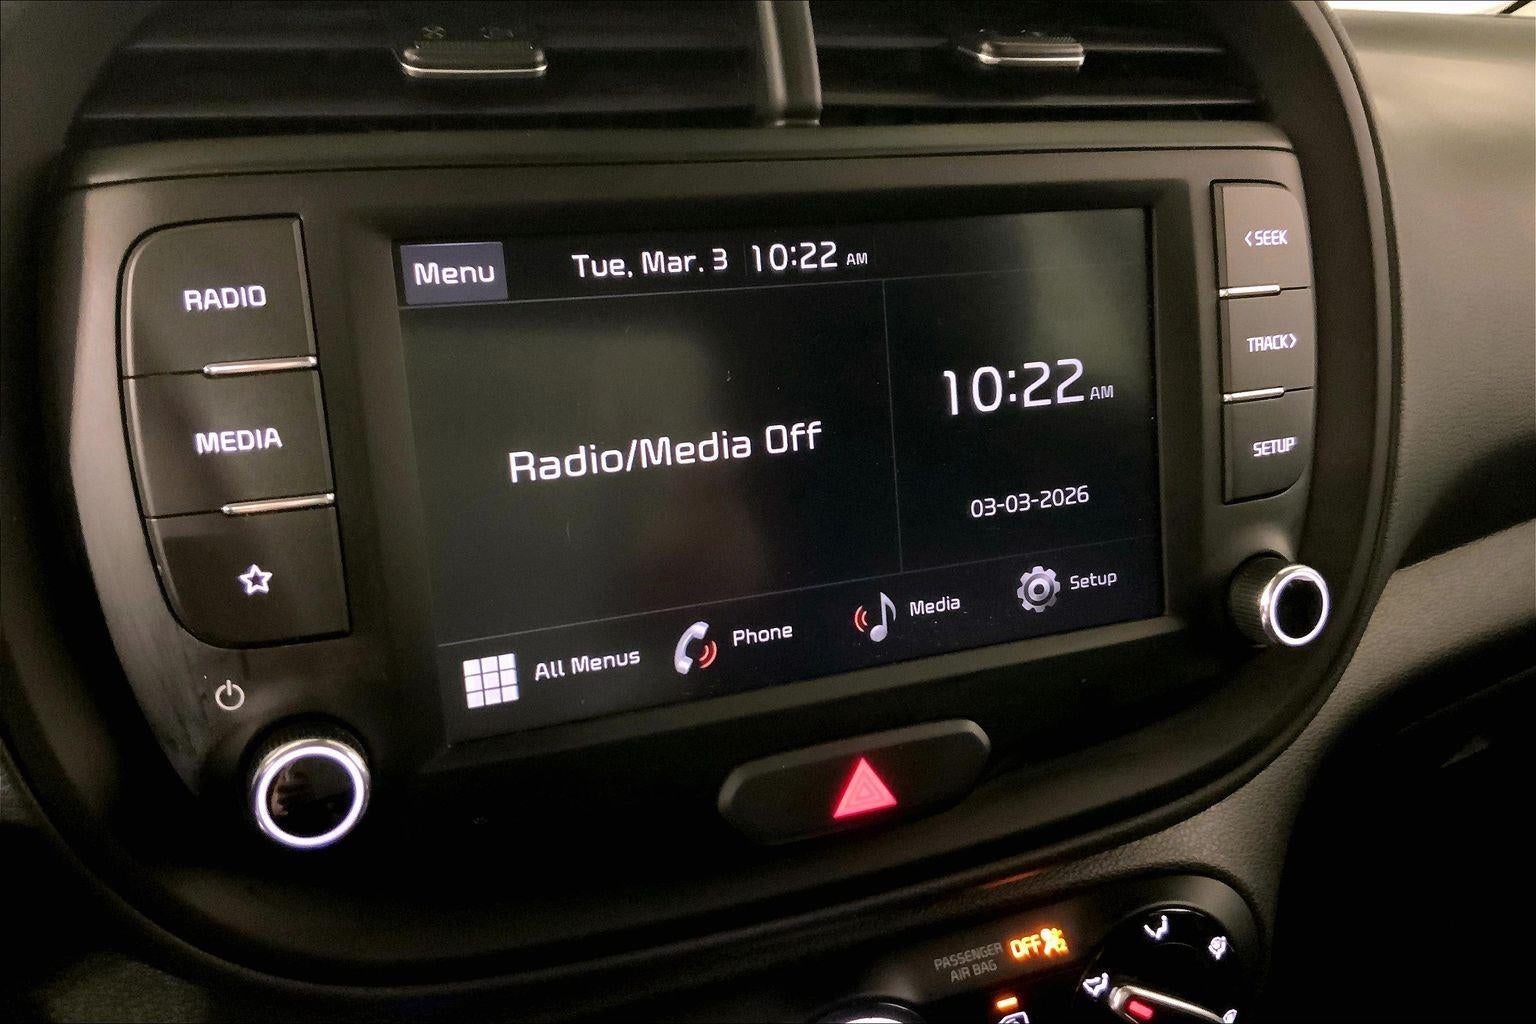 RADIO
MEDIA
Menu
Tue, Mar. 3 10:22 AM
Radio/Media Off
10:22 AM
03-03-2026
All Menus
Phone
Media
Setup
< SEEK
TRACK >
SETUP
PASSENGER
AIR BAG
OFF
2